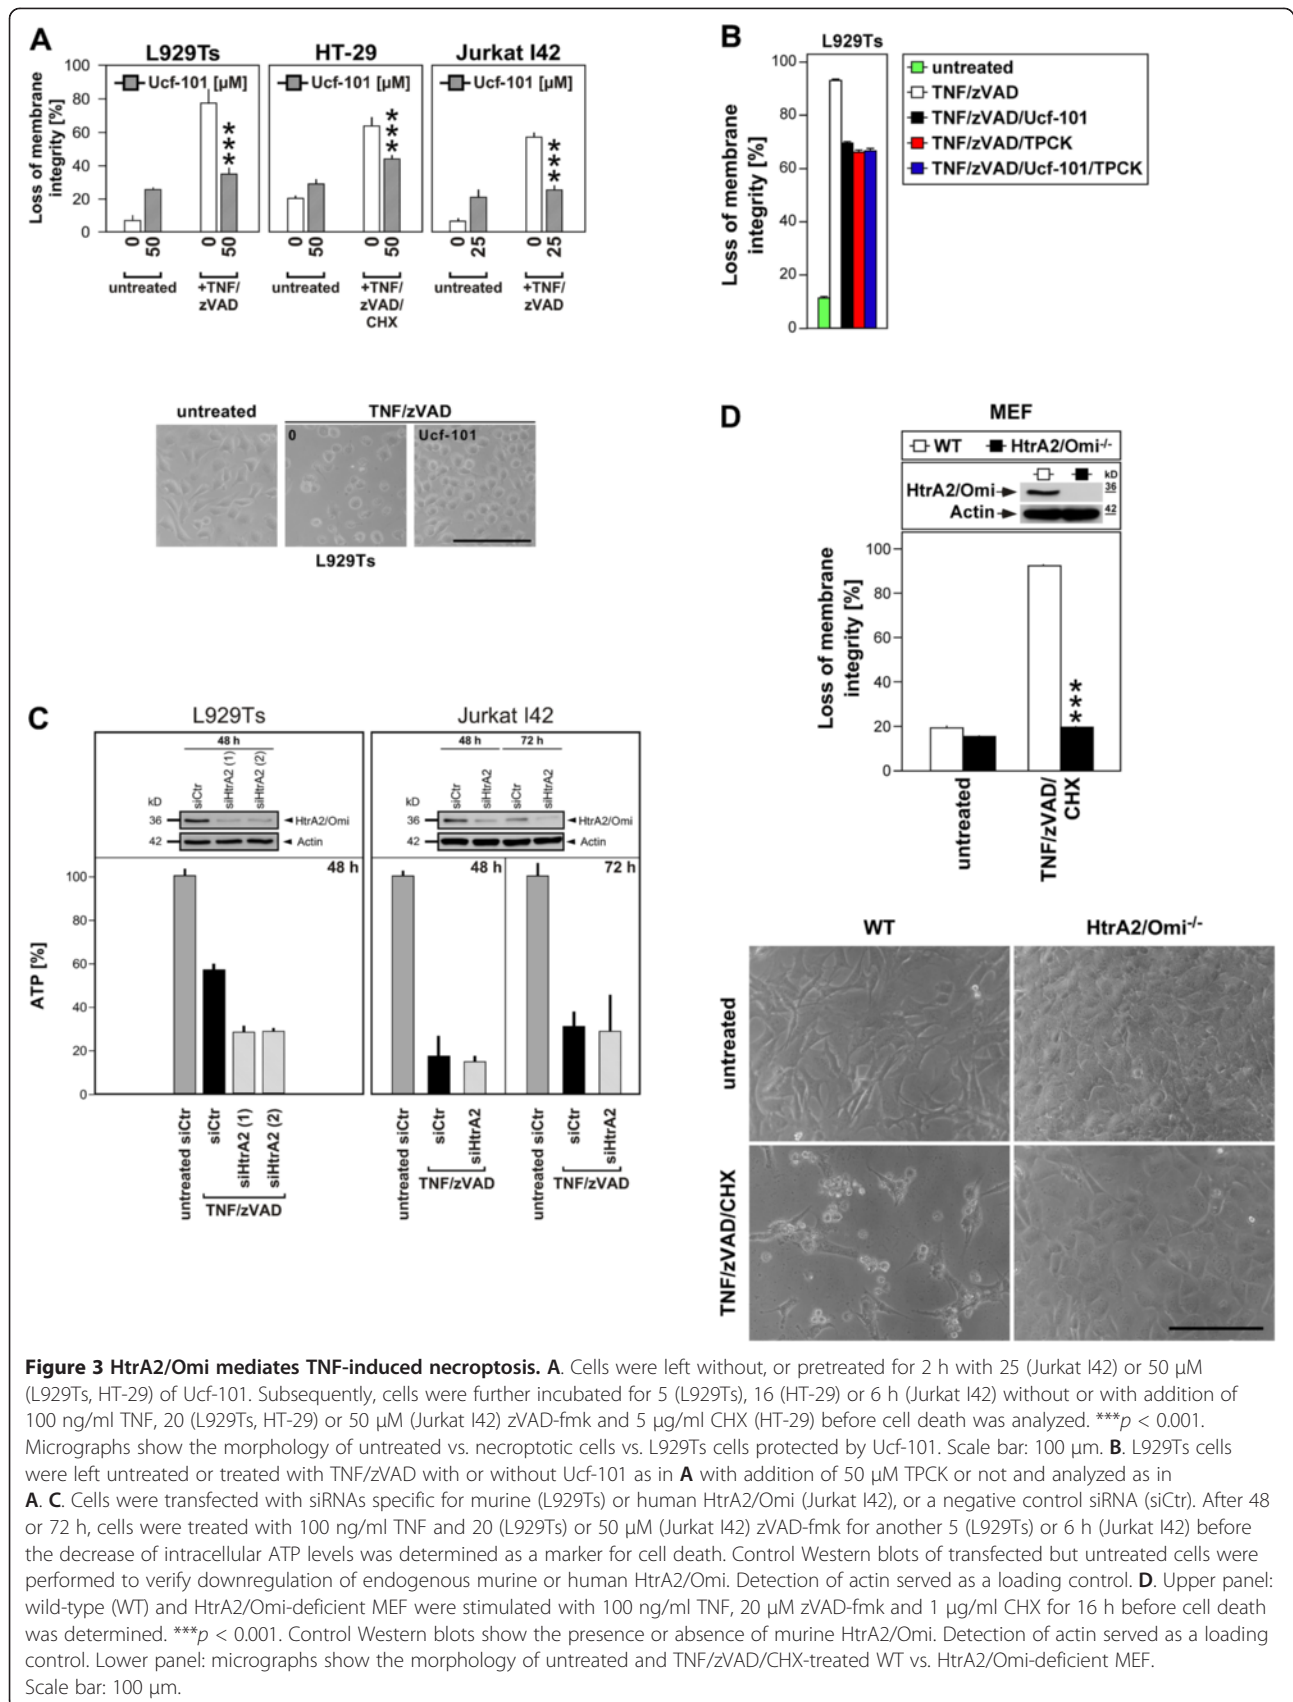 A
L929Ts
HT-29
Jurkat I42
Ucf-101 [µM]
Ucf-101 [µM]
Ucf-101 [µM]
Loss of membrane
integrity [%]
100
80
60
40
20
0
***
***
***
0 50 0 50 0 50 0 50 0 25 0 25
untreated +TNF/ untreated +TNF/ untreated +TNF/
zVAD zVAD/ zVAD
CHX
untreated TNF/zVAD
0 Ucf-101
L929Ts
B
L929Ts
Loss of membrane
integrity [%]
100
80
60
40
20
0
untreated
TNF/zVAD
TNF/zVAD/Ucf-101
TNF/zVAD/TPCK
TNF/zVAD/Ucf-101/TPCK
C
L929Ts
48 h
siCtr siHtrA2 (1) siHtrA2 (2)
kD
36 HtrA2/Omi
42 Actin
48 h
Jurkat I42
48 h 72 h
siCtr siHtrA2 siCtr siHtrA2
kD
36 HtrA2/Omi
42 Actin
48 h 72 h
ATP [%]
100
80
60
40
20
0
untreated siCtr siCtr siHtrA2 (1) siHtrA2 (2)
TNF/zVAD
untreated siCtr siCtr siHtrA2 untreated siCtr siCtr siHtrA2
TNF/zVAD TNF/zVAD
D
MEF
WT HtrA2/Omi-/-
kD
HtrA2/Omi 36
Actin 42
Loss of membrane
integrity [%]
100
80
60
40
20
0
***
untreated
TNF/zVAD/
CHX
WT HtrA2/Omi-/-
untreated
TNF/zVAD/CHX
Figure 3 HtrA2/Omi mediates TNF-induced necroptosis. A. Cells were left without, or pretreated for 2 h with 25 (Jurkat I42) or 50 µM
(L929Ts, HT-29) of Ucf-101. Subsequently, cells were further incubated for 5 (L929Ts), 16 (HT-29) or 6 h (Jurkat I42) without or with addition of
100 ng/ml TNF, 20 (L929Ts, HT-29) or 50 µM (Jurkat I42) zVAD-fmk and 5 µg/ml CHX (HT-29) before cell death was analyzed. ***p < 0.001.
Micrographs show the morphology of untreated vs. necroptotic cells vs. L929Ts cells protected by Ucf-101. Scale bar: 100 µm. B. L929Ts cells
were left untreated or treated with TNF/zVAD with or without Ucf-101 as in A with addition of 50 µM TPCK or not and analyzed as in
A. C. Cells were transfected with siRNAs specific for murine (L929Ts) or human HtrA2/Omi (Jurkat I42), or a negative control siRNA (siCtr). After 48
or 72 h, cells were treated with 100 ng/ml TNF and 20 (L929Ts) or 50 µM (Jurkat I42) zVAD-fmk for another 5 (L929Ts) or 6 h (Jurkat I42) before
the decrease of intracellular ATP levels was determined as a marker for cell death. Control Western blots of transfected but untreated cells were
performed to verify downregulation of endogenous murine or human HtrA2/Omi. Detection of actin served as a loading control. D. Upper panel:
wild-type (WT) and HtrA2/Omi-deficient MEF were stimulated with 100 ng/ml TNF, 20 µM zVAD-fmk and 1 µg/ml CHX for 16 h before cell death
was determined. ***p < 0.001. Control Western blots show the presence or absence of murine HtrA2/Omi. Detection of actin served as a loading
control. Lower panel: micrographs show the morphology of untreated and TNF/zVAD/CHX-treated WT vs. HtrA2/Omi-deficient MEF.
Scale bar: 100 µm.